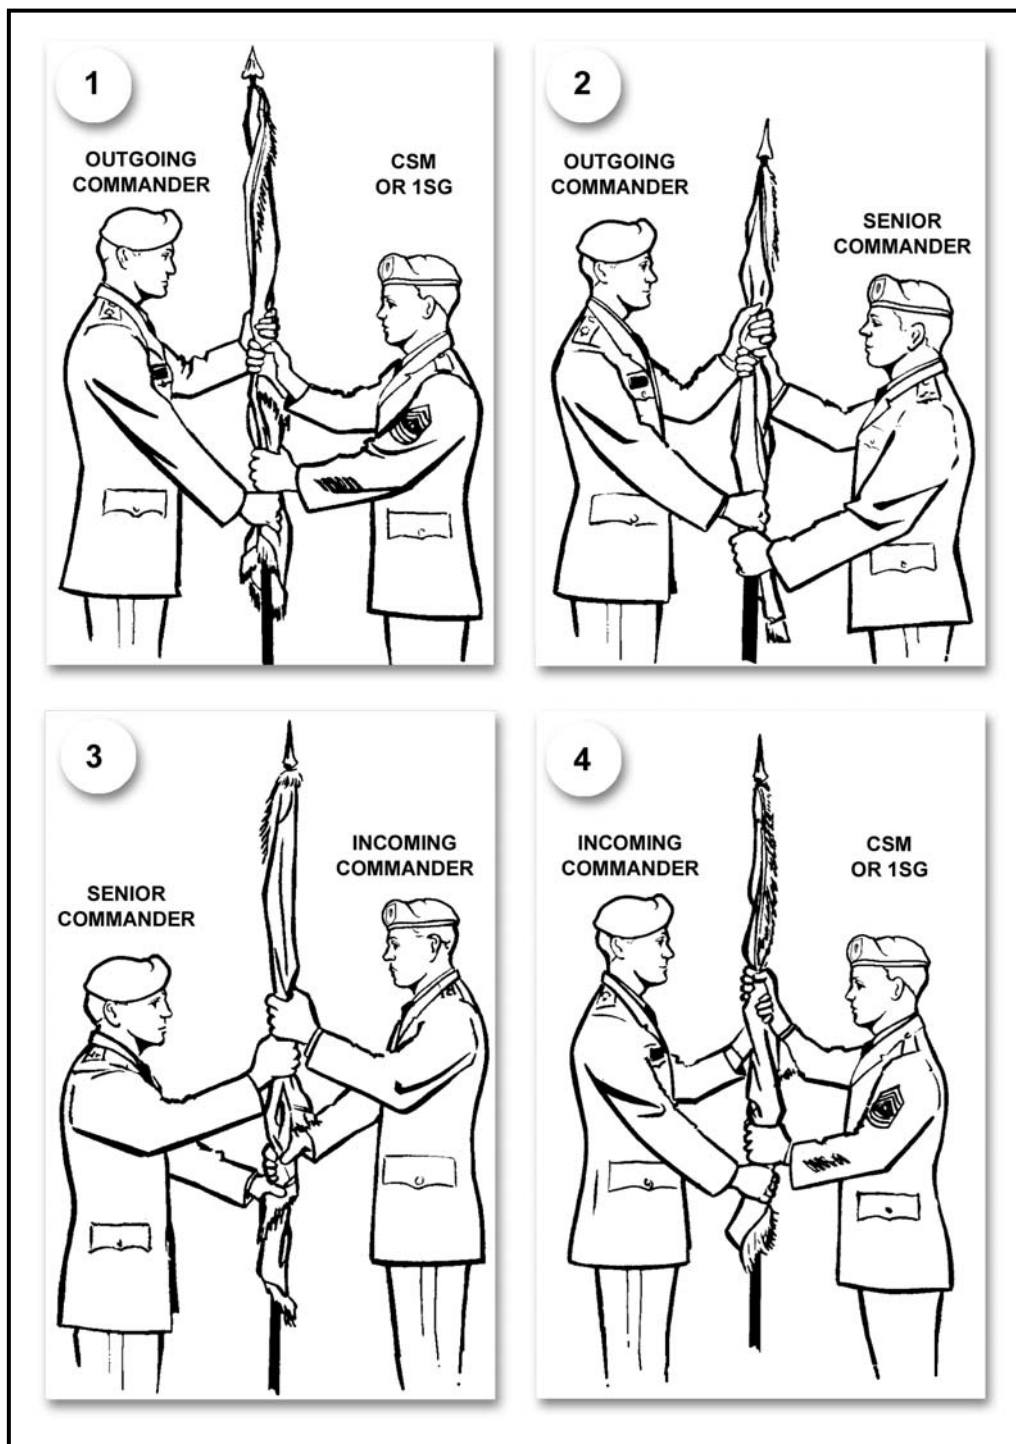 1
OUTGOING
COMMANDER
CSM
OR 1SG
2
OUTGOING
COMMANDER
SENIOR
COMMANDER
3
SENIOR
COMMANDER
INCOMING
COMMANDER
4
INCOMING
COMMANDER
CSM
OR 1SG